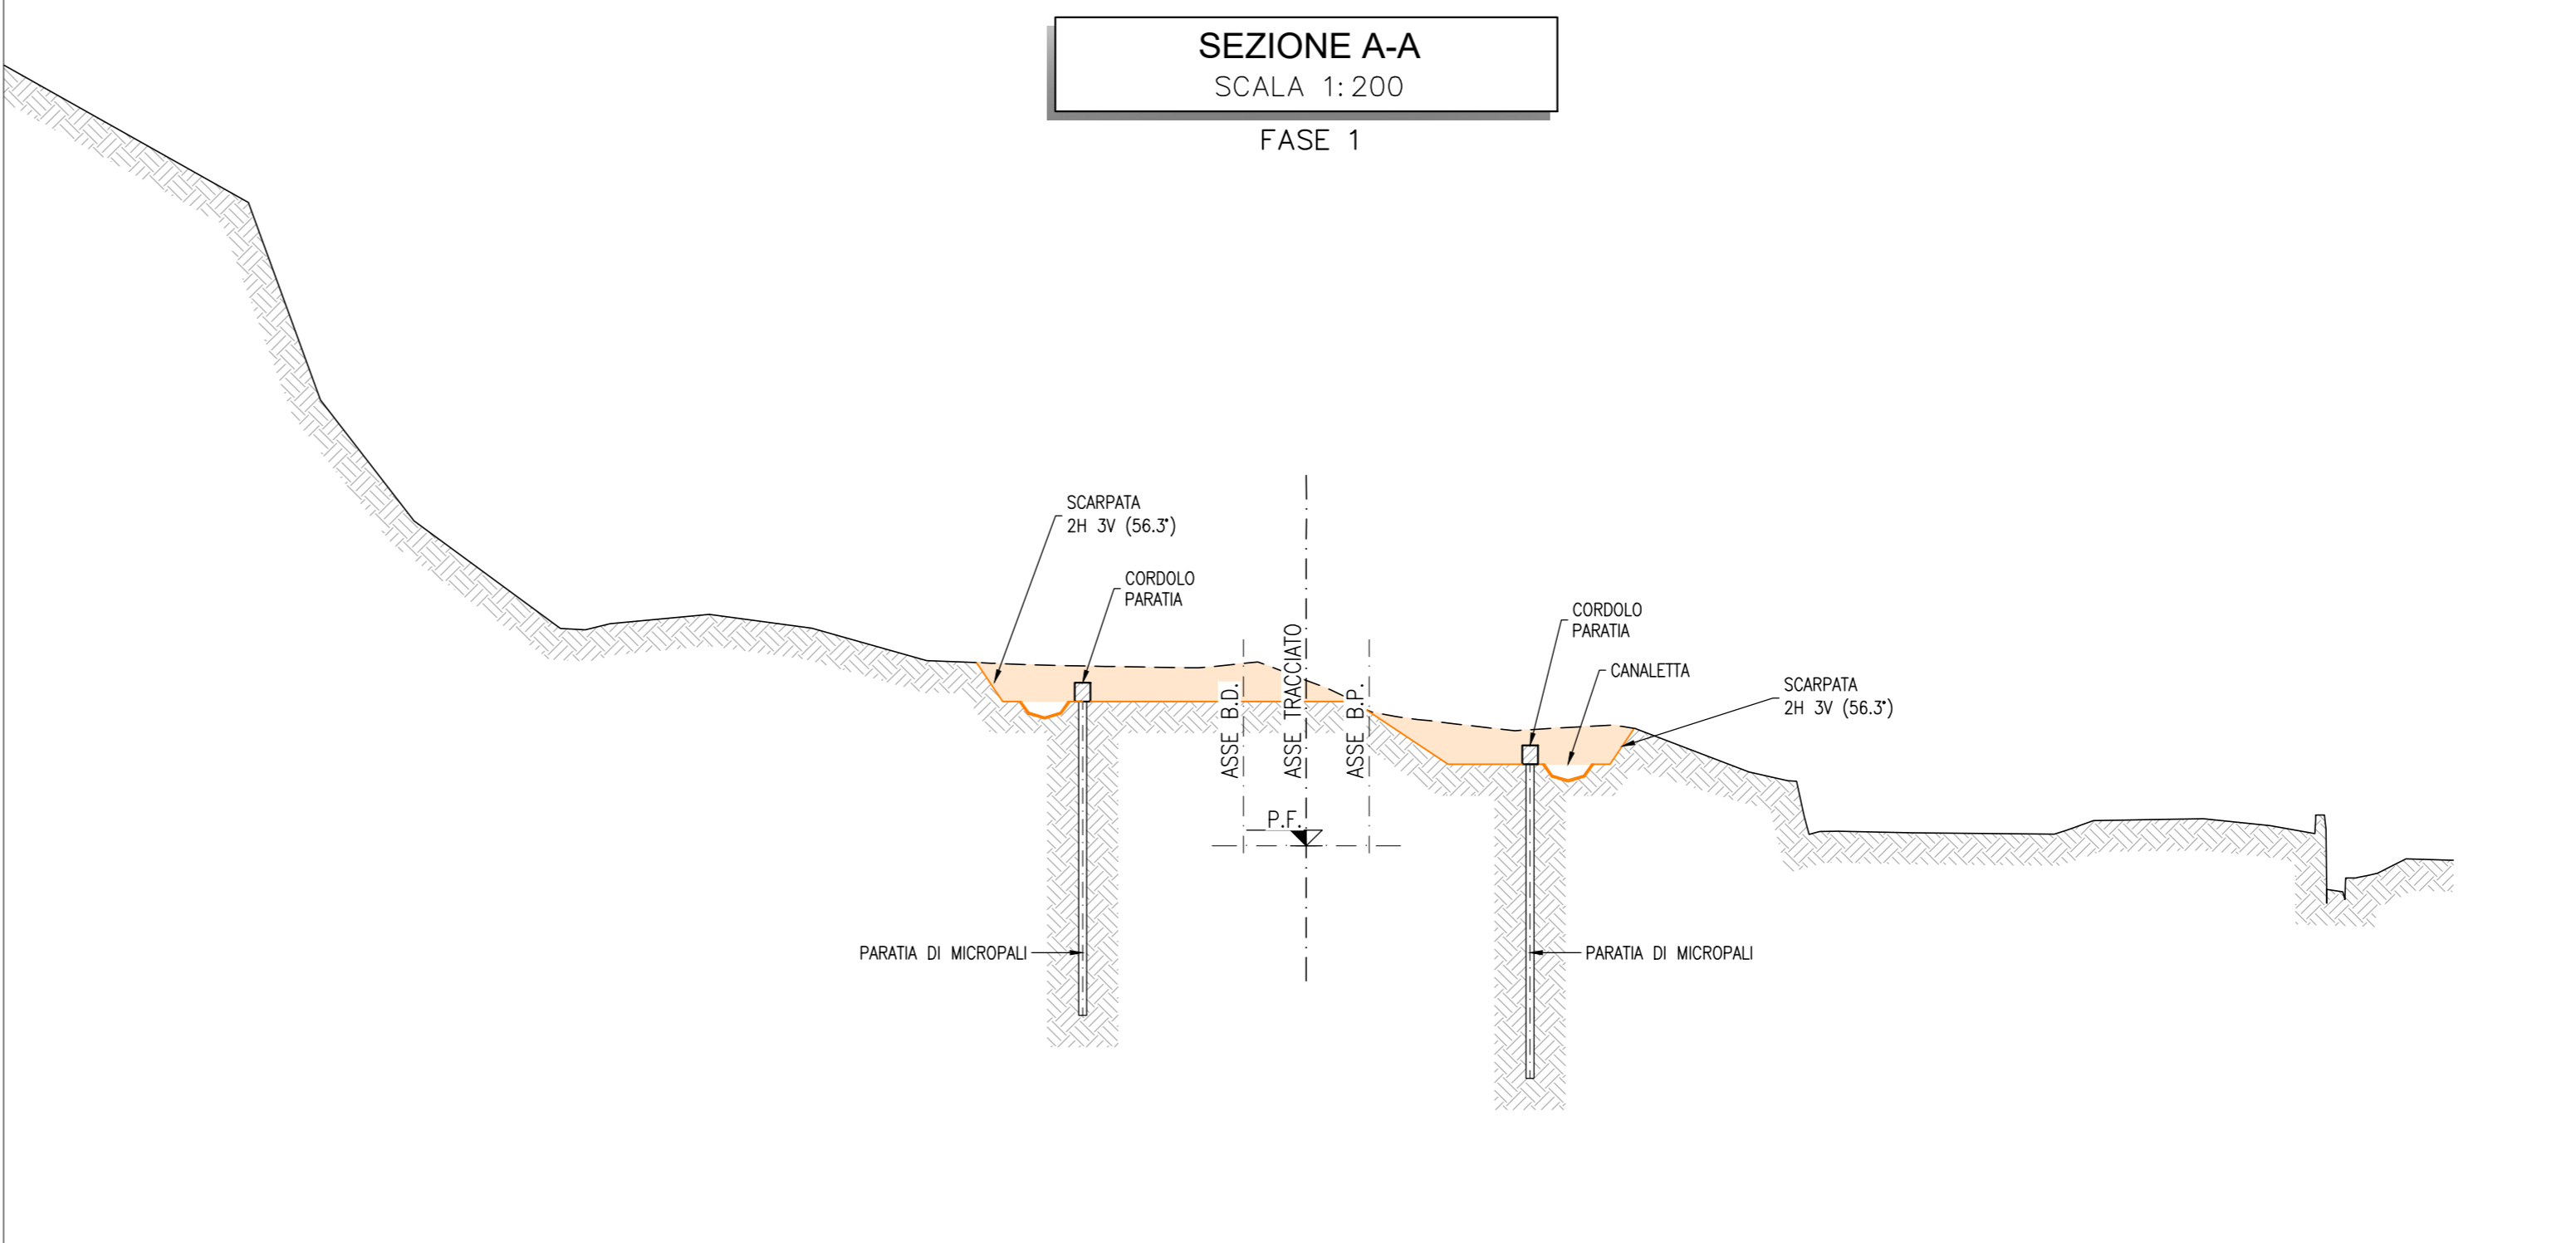 SEZIONE A-A
SCALA 1:200
FASE 1
SCARPATA
2H 3V (56.3°)
CORDOLO
PARATIA
CORDOLO
PARATIA
CANALETTA
SCARPATA
2H 3V (56.3°)
ASSE B.D.
ASSE TRACCIATO
ASSE B.P.
P.F.
PARATIA DI MICROPALI
PARATIA DI MICROPALI